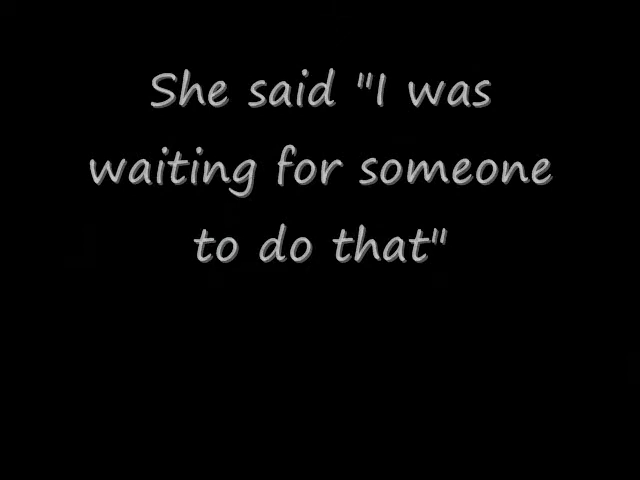 She said "I was
waiting for someone
to do that"